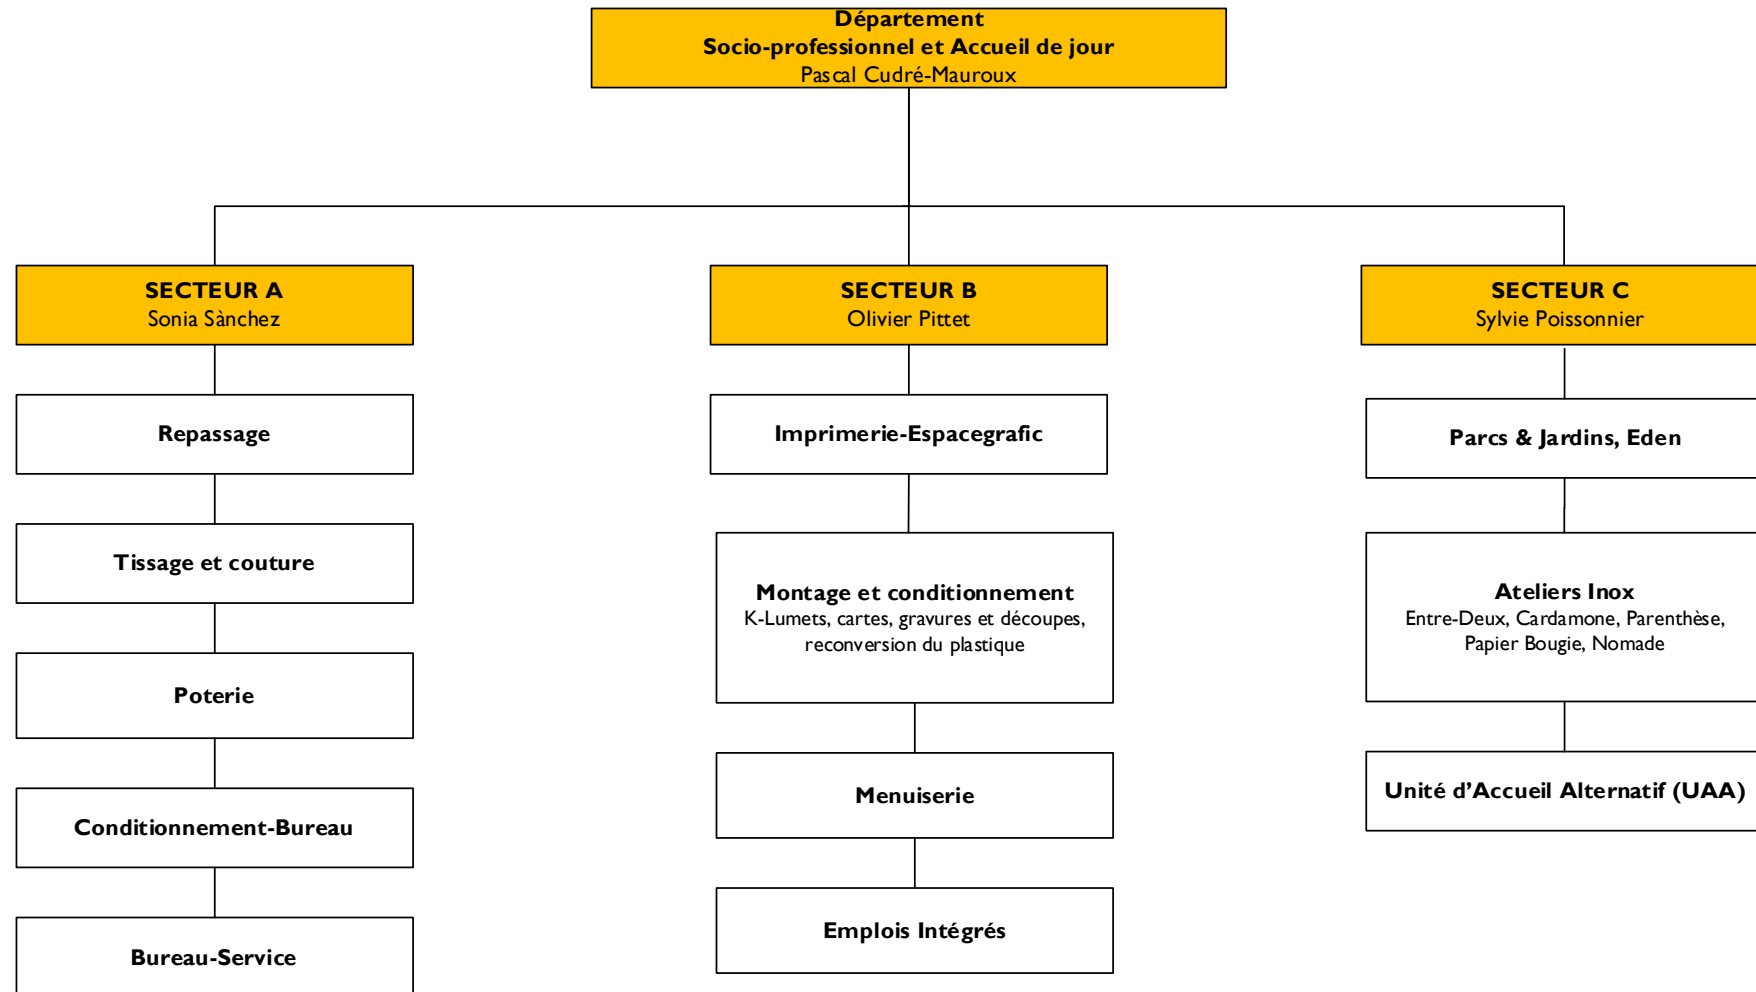 Département
Socio-professionnel et Accueil de jour
Pascal Cudré-Mauroux
SECTEUR A
Sonia Sànchez
Repassage
Tissage et couture
Poterie
Conditionnement-Bureau
Bureau-Service
SECTEUR B
Olivier Pittet
Imprimerie-Espacegrafic
Montage et conditionnement
K-Lumets, cartes, gravures et découpes,
reconversion du plastique
Menuiserie
Emplois Intégrés
SECTEUR C
Sylvie Poissonnier
Parcs & Jardins, Eden
Ateliers Inox
Entre-Deux, Cardamone, Parenthèse,
Papier Bougie, Nomade
Unité d’Accueil Alternatif (UAA)